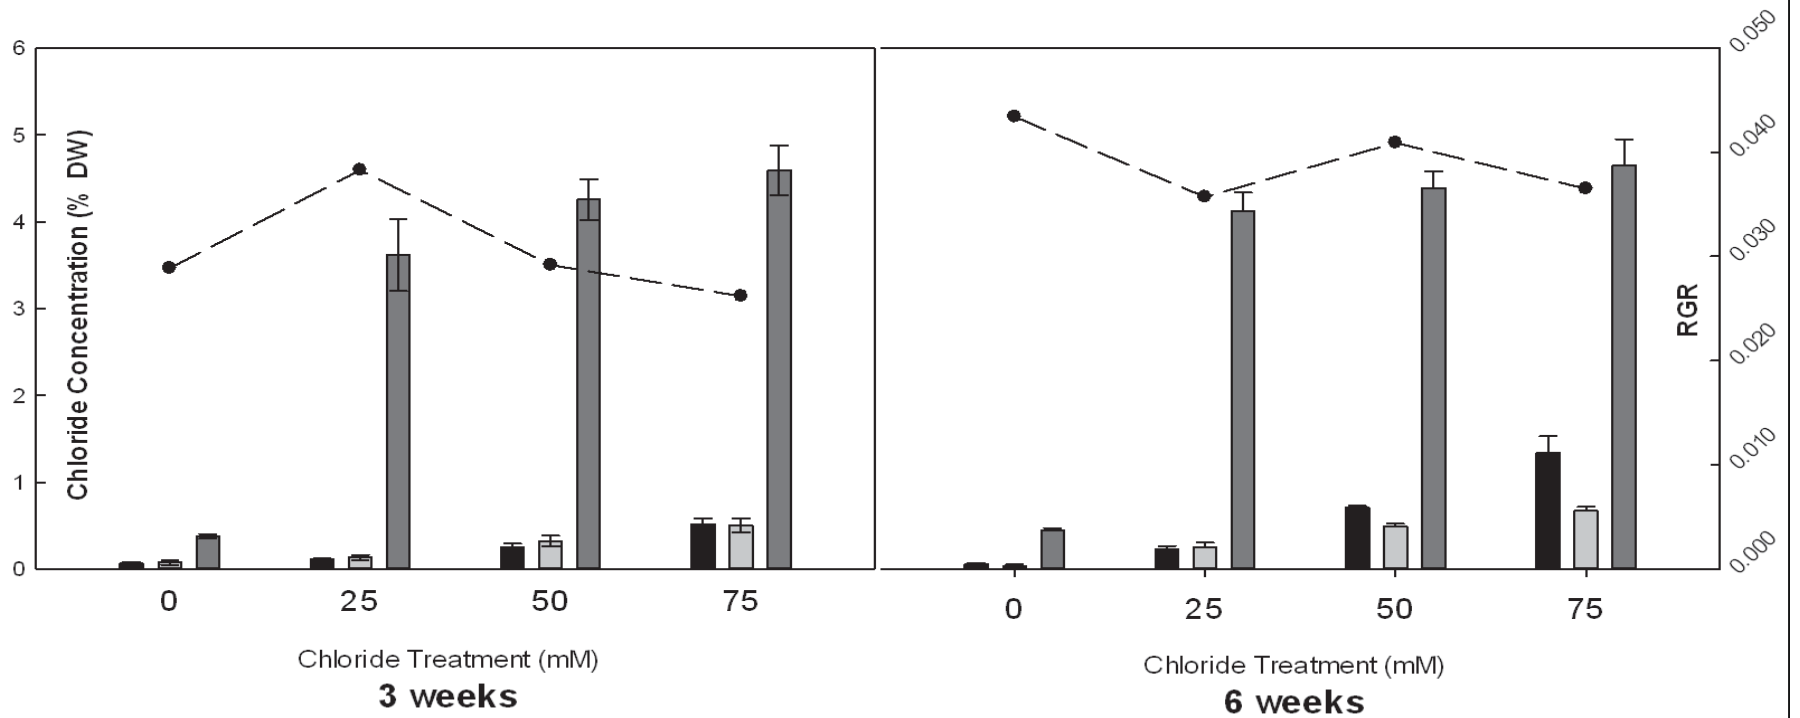 6
5
4
3
2
1
0
Chloride Concentration (% DW)
0 25 50 75
Chloride Treatment (mM)
3 weeks
0 25 50 75
Chloride Treatment (mM)
6 weeks
0.050
0.040
0.030
0.020
0.010
0.000
RGR